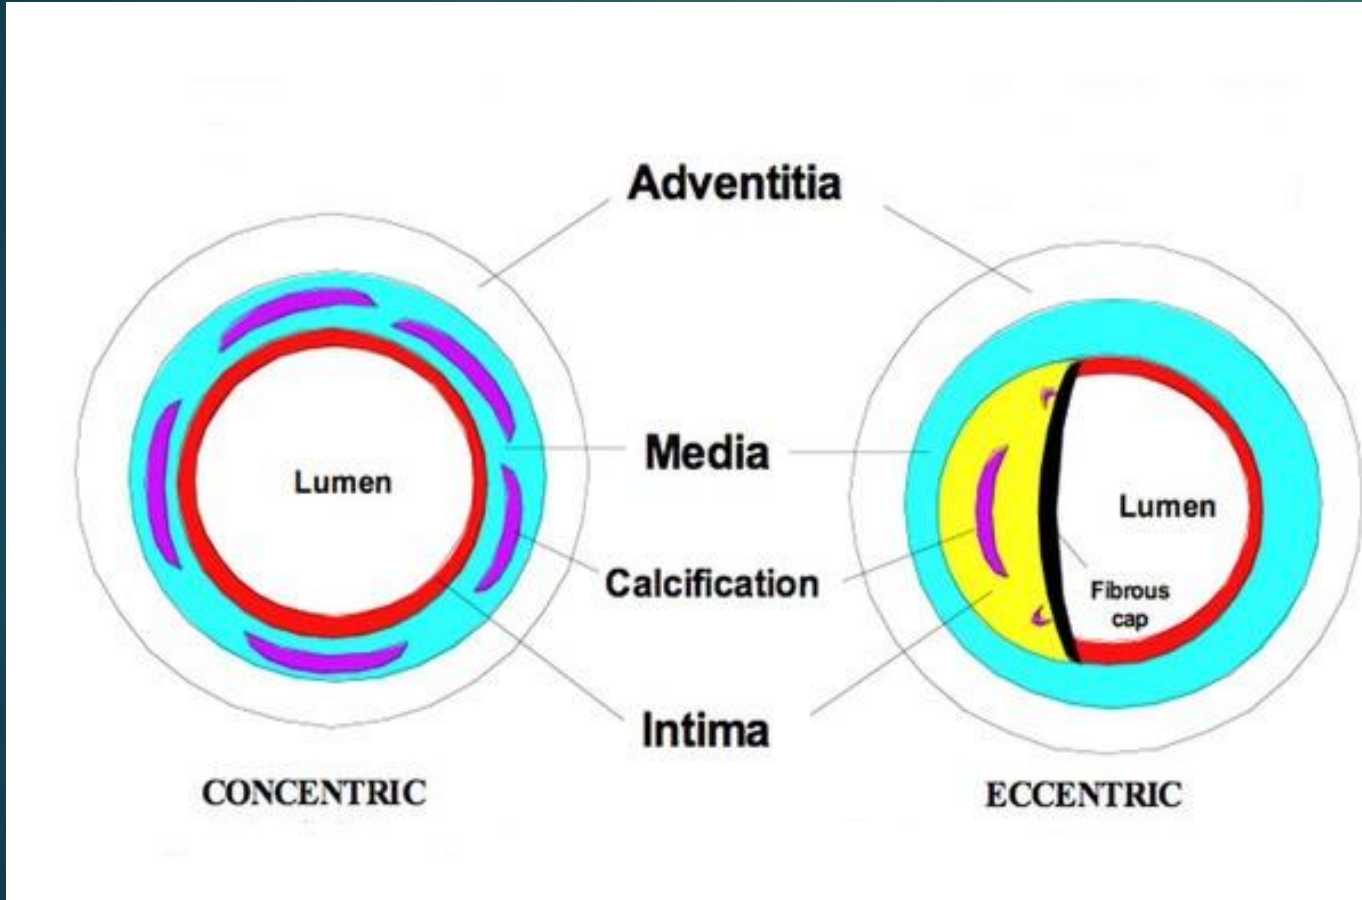 Adventitia
Media
Lumen
Lumen
Calcification
Fibrous
cap
Intima
CONCENTRIC
ECCENTRIC